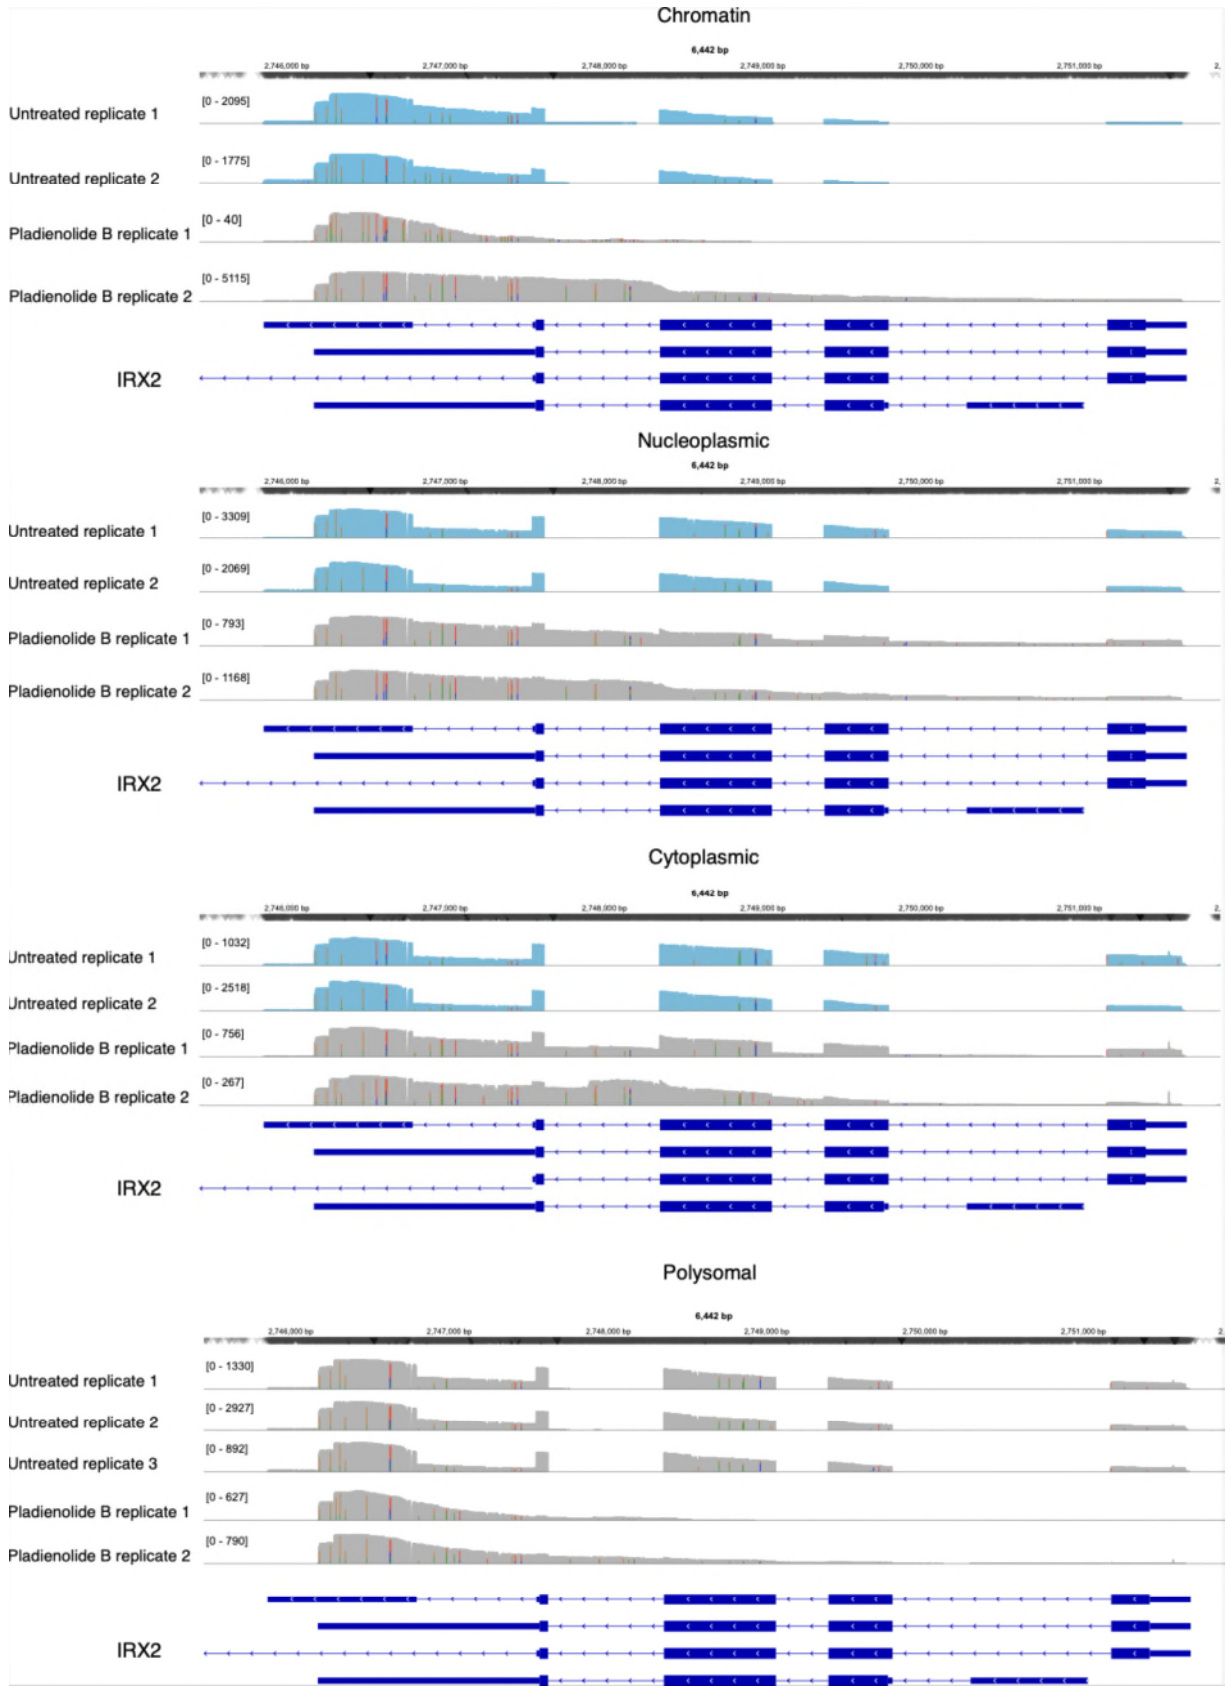 Chromatin
6,442 bp
2,746,000 bp 2,747,000 bp 2,748,000 bp 2,749,000 bp 2,750,000 bp 2,751,000 bp 2,
Untreated replicate 1 [0 - 2095]
Untreated replicate 2 [0 - 1775]
Pladienolide B replicate 1 [0 - 40]
Pladienolide B replicate 2 [0 - 5115]
IRX2
Nucleoplasmic
6,442 bp
2,746,000 bp 2,747,000 bp 2,748,000 bp 2,749,000 bp 2,750,000 bp 2,751,000 bp 2,
Untreated replicate 1 [0 - 3309]
Untreated replicate 2 [0 - 2069]
Pladienolide B replicate 1 [0 - 793]
Pladienolide B replicate 2 [0 - 1168]
IRX2
Cytoplasmic
6,442 bp
2,746,000 bp 2,747,000 bp 2,748,000 bp 2,749,000 bp 2,750,000 bp 2,751,000 bp 2,
Untreated replicate 1 [0 - 1032]
Untreated replicate 2 [0 - 2518]
Pladienolide B replicate 1 [0 - 756]
Pladienolide B replicate 2 [0 - 267]
IRX2
Polysomal
6,442 bp
2,746,000 bp 2,747,000 bp 2,748,000 bp 2,749,000 bp 2,750,000 bp 2,751,000 bp 2
Untreated replicate 1 [0 - 1330]
Untreated replicate 2 [0 - 2927]
Untreated replicate 3 [0 - 892]
Pladienolide B replicate 1 [0 - 627]
Pladienolide B replicate 2 [0 - 790]
IRX2